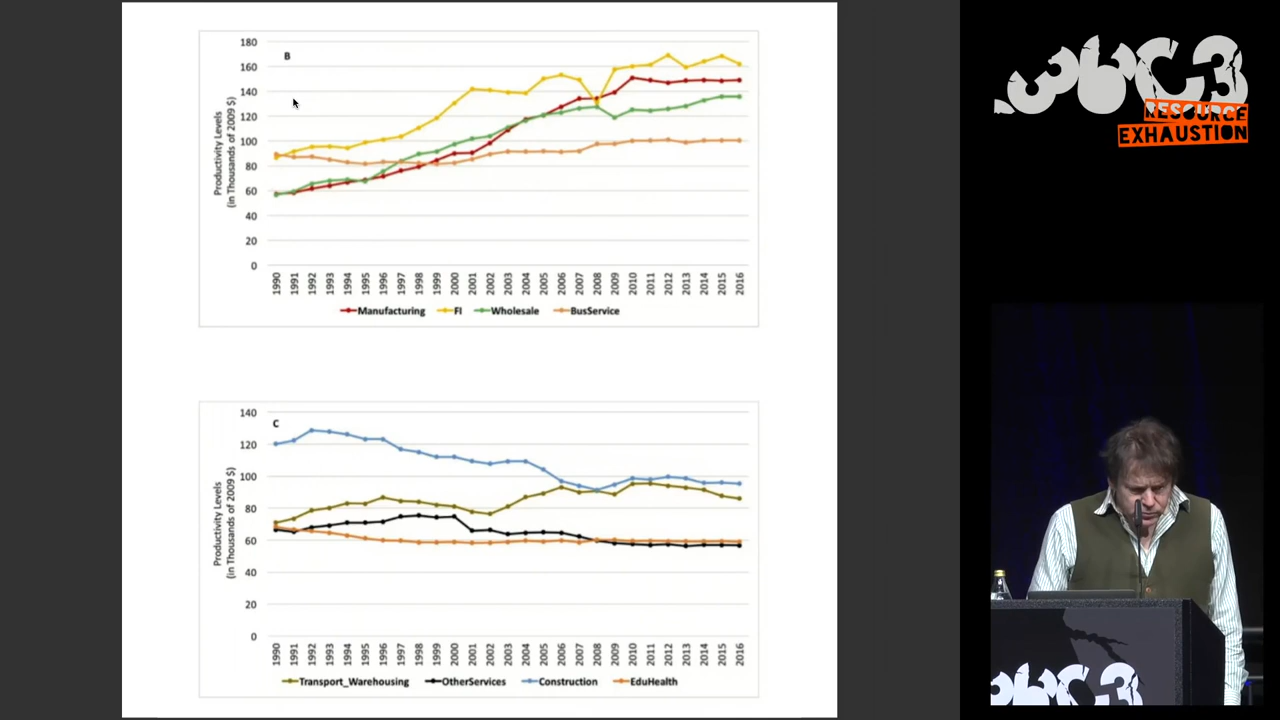 B
Productivity Levels
(in Thousands of 2009 $)
180
160
140
120
100
80
60
40
20
0
1990 1991 1992 1993 1994 1995 1996 1997 1998 1999 2000 2001 2002 2003 2004 2005 2006 2007 2008 2009 2010 2011 2012 2013 2014 2015 2016
Manufacturing FI Wholesale BusService
C
Productivity Levels
(in Thousands of 2009 $)
140
120
100
80
60
40
20
0
1990 1991 1992 1993 1994 1995 1996 1997 1998 1999 2000 2001 2002 2003 2004 2005 2006 2007 2008 2009 2010 2011 2012 2013 2014 2015 2016
Transport_Warehousing OtherServices Construction EduHealth
36C3
RESOURCE
EXHAUSTION
36C3